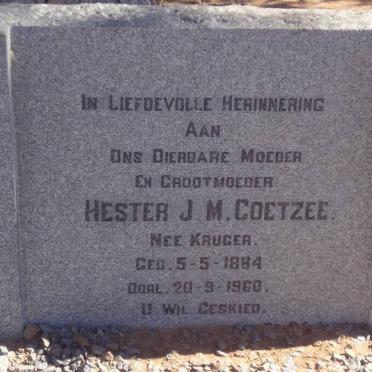 In Liefdevolle Herinnering
Aan
Ons Dierbare Moeder
En Grootmoeder
Hester J. M. Coetzee.
Nee Kruger.
Geb. 5-5-1884
Oorl. 20-9-1960.
U Wil Geskied.